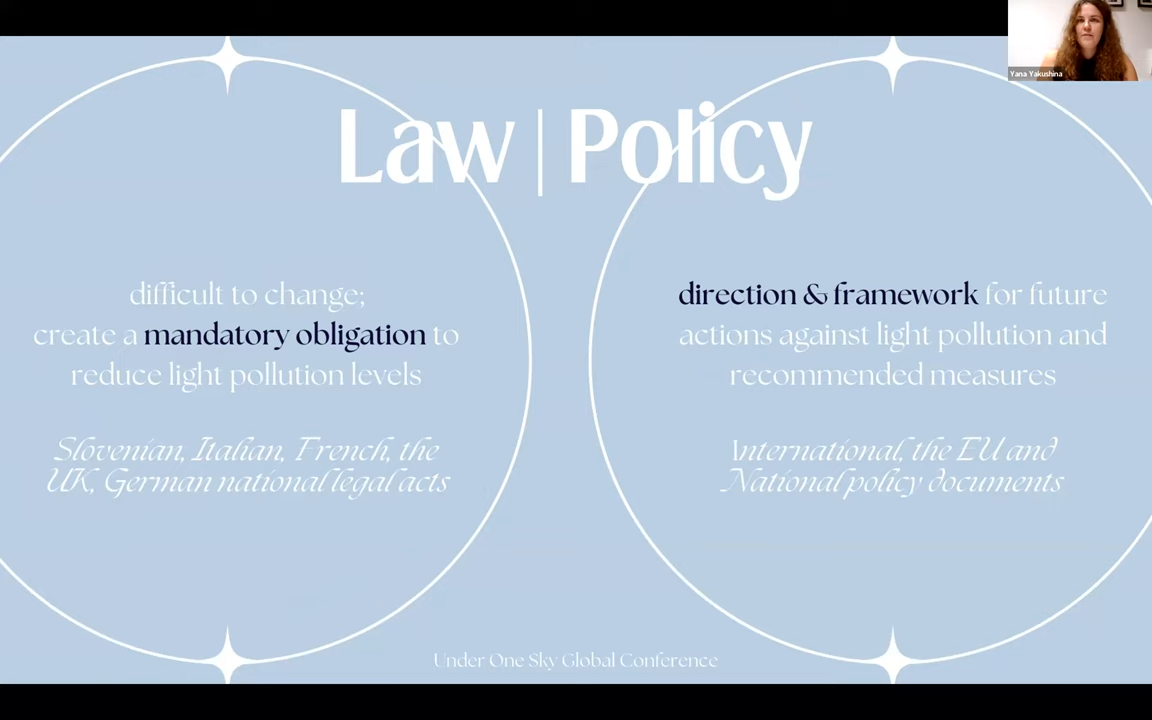 Yana Yakushina
Law | Policy
difficult to change;
create a mandatory obligation to
reduce light pollution levels
Slovenian, Italian, French, the
UK, German national legal acts
direction & framework for future
actions against light pollution and
recommended measures
International, the EU and
National policy documents
Under One Sky Global Conference